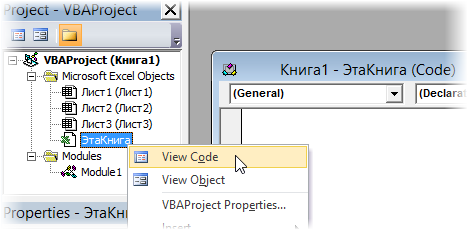 Project - VBAProject
VBAProject (Книга1)
Microsoft Excel Objects
Лист1 (Лист1)
Лист2 (Лист2)
Лист3 (Лист3)
ЭтаКнига
Modules
Module1
Properties - ЭтаКни
View Code
View Object
VBAProject Properties...
Insert
Книга1 - ЭтаКнига (Code)
(General)
(Declarat